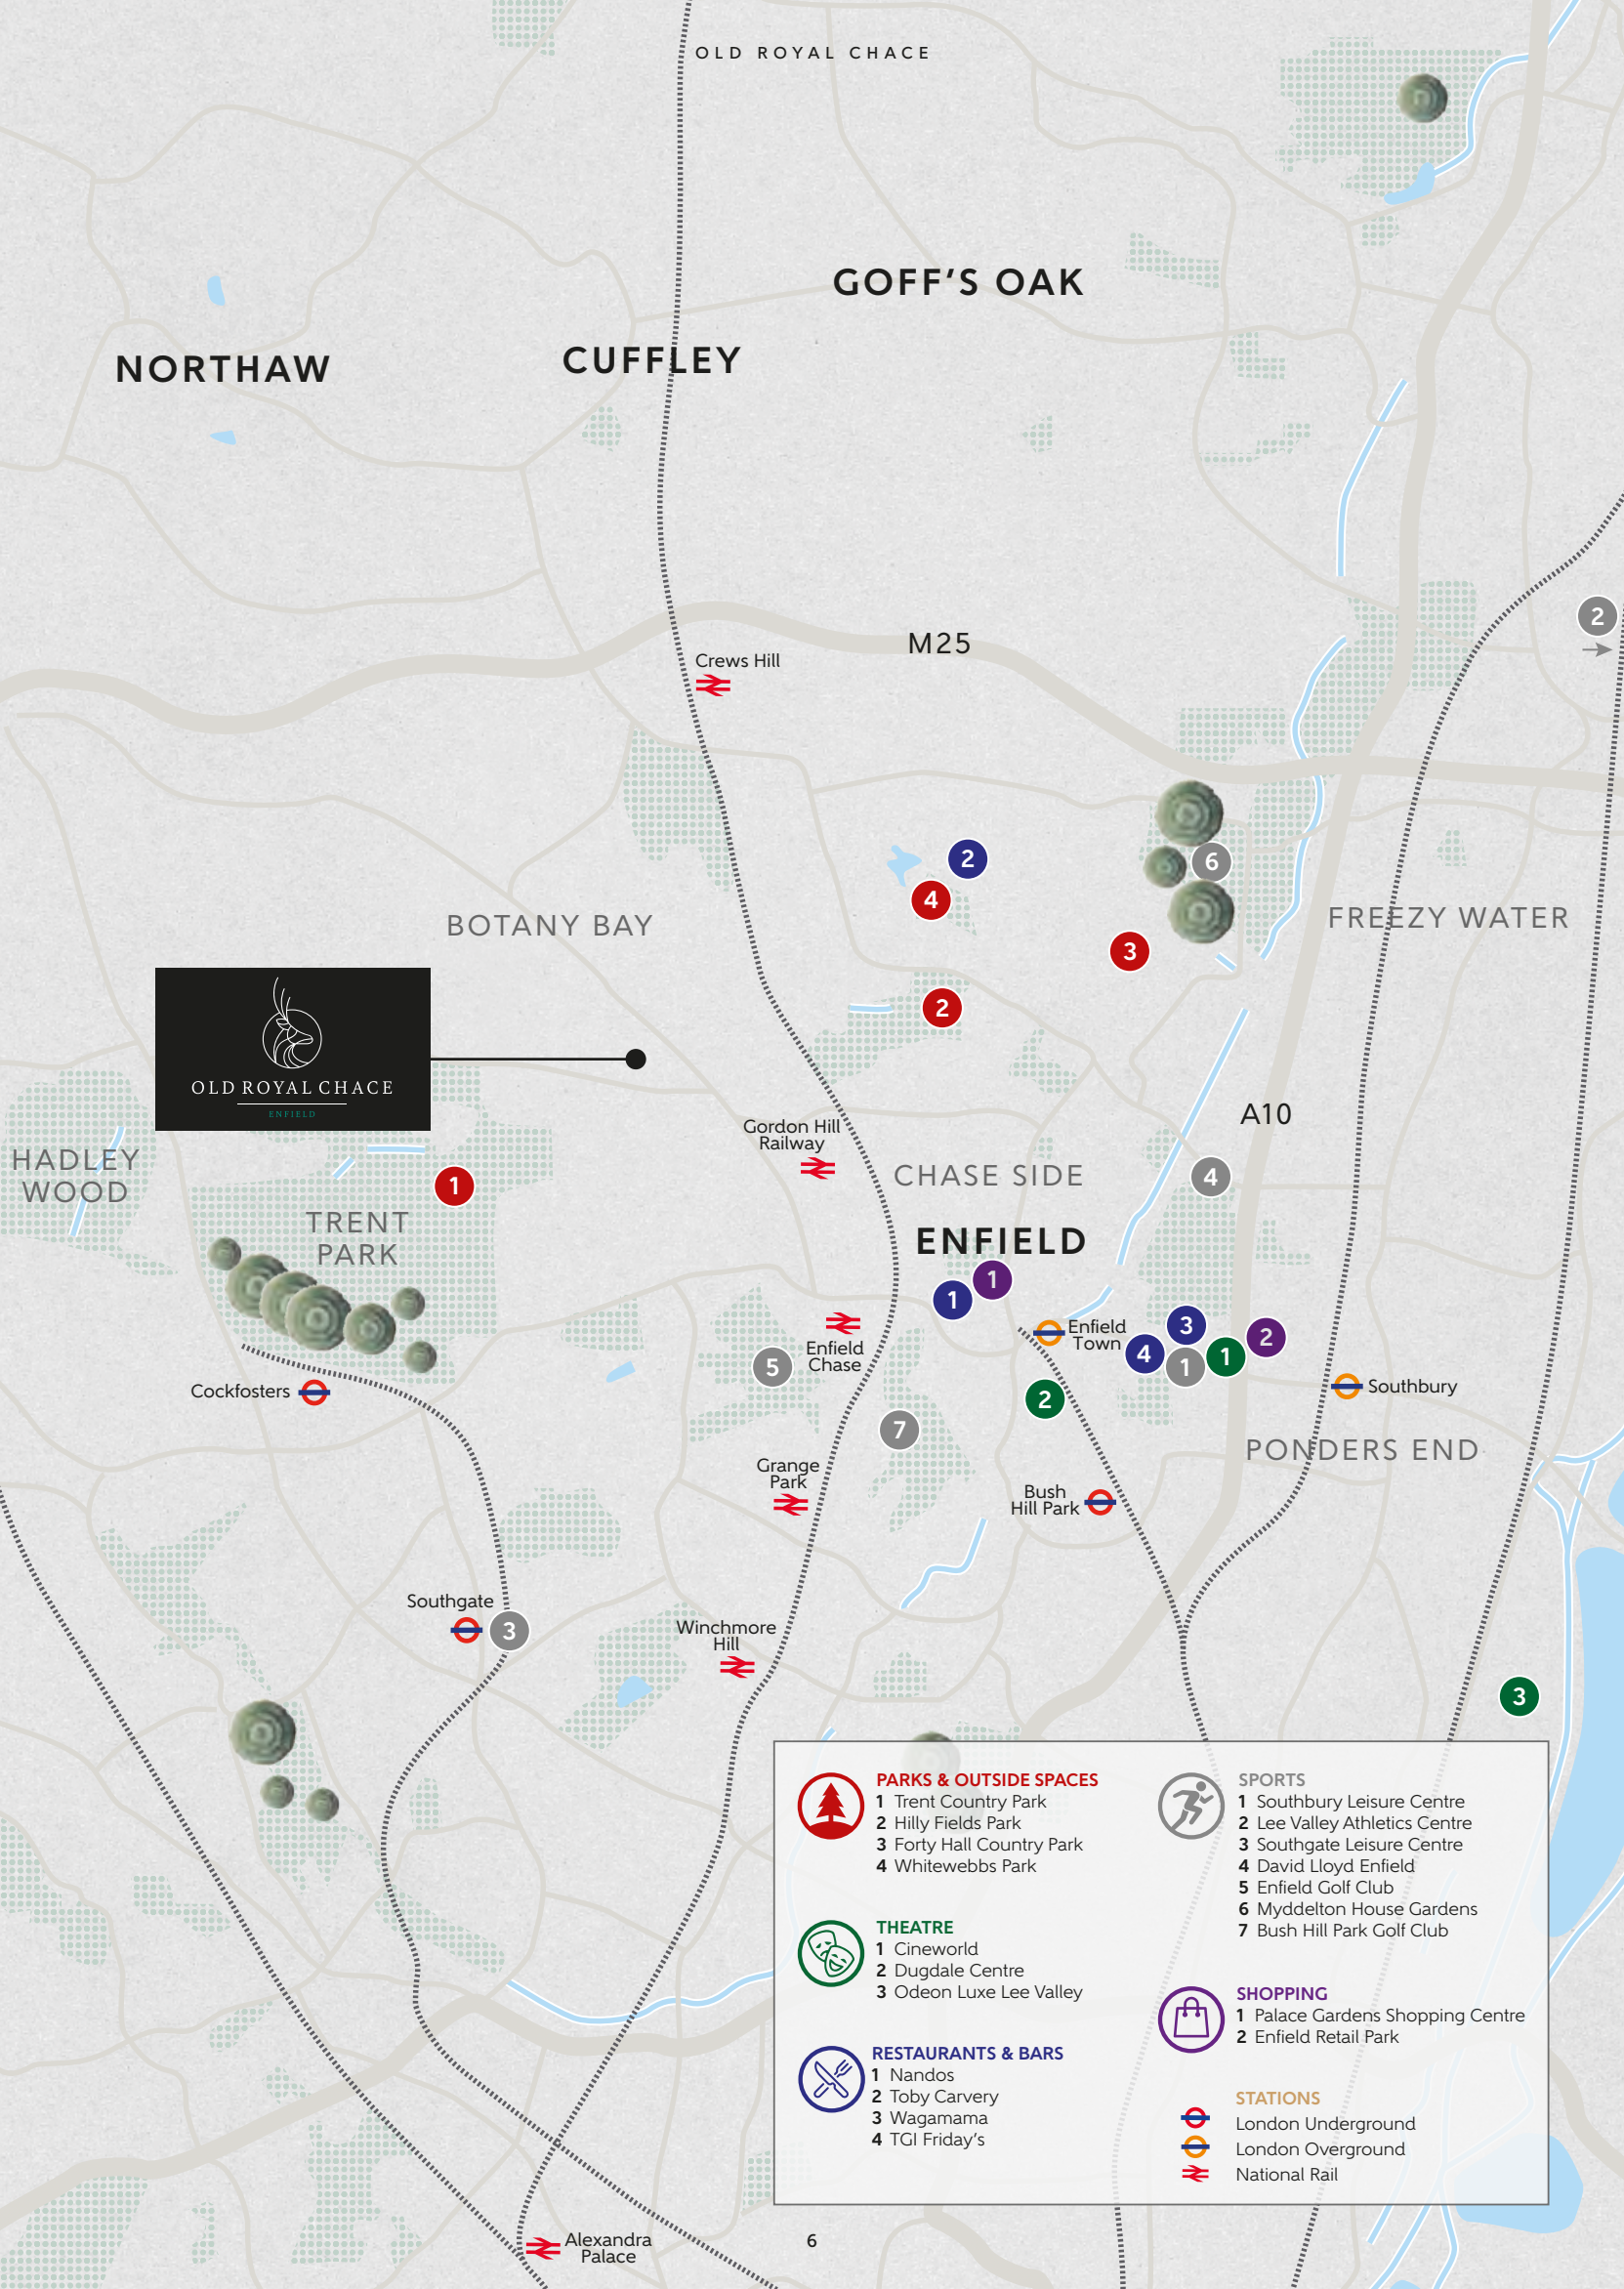 OLD ROYAL CHACE
GOFF'S OAK
CUFFLEY
NORTHAW
2
M25
Crews Hill
2
6
4
FREEZY WATER
BOTANY BAY
3
2
OLD ROYAL CHACE
ENFIELD
A10
Gordon Hill
Railway
HADLEY
WOOD
CHASE SIDE
4
1
TRENT
PARK
ENFIELD
1
1
Enfield
Town
3
2
4
1
1
Enfield
Chase
5
Cockfosters
Southbury
2
7
PONDERS END
Grange
Park
Bush
Hill Park
Southgate
3
Winchmore
Hill
3
PARKS & OUTSIDE SPACES
1 Trent Country Park
2 Hilly Fields Park
3 Forty Hall Country Park
4 Whitewebbs Park
THEATRE
1 Cineworld
2 Dugdale Centre
3 Odeon Luxe Lee Valley
RESTAURANTS & BARS
1 Nandos
2 Toby Carvery
3 Wagamama
4 TGI Friday's
SPORTS
1 Southbury Leisure Centre
2 Lee Valley Athletics Centre
3 Southgate Leisure Centre
4 David Lloyd Enfield
5 Enfield Golf Club
6 Myddelton House Gardens
7 Bush Hill Park Golf Club
SHOPPING
1 Palace Gardens Shopping Centre
2 Enfield Retail Park
STATIONS
London Underground
London Overground
National Rail
Alexandra
Palace
6